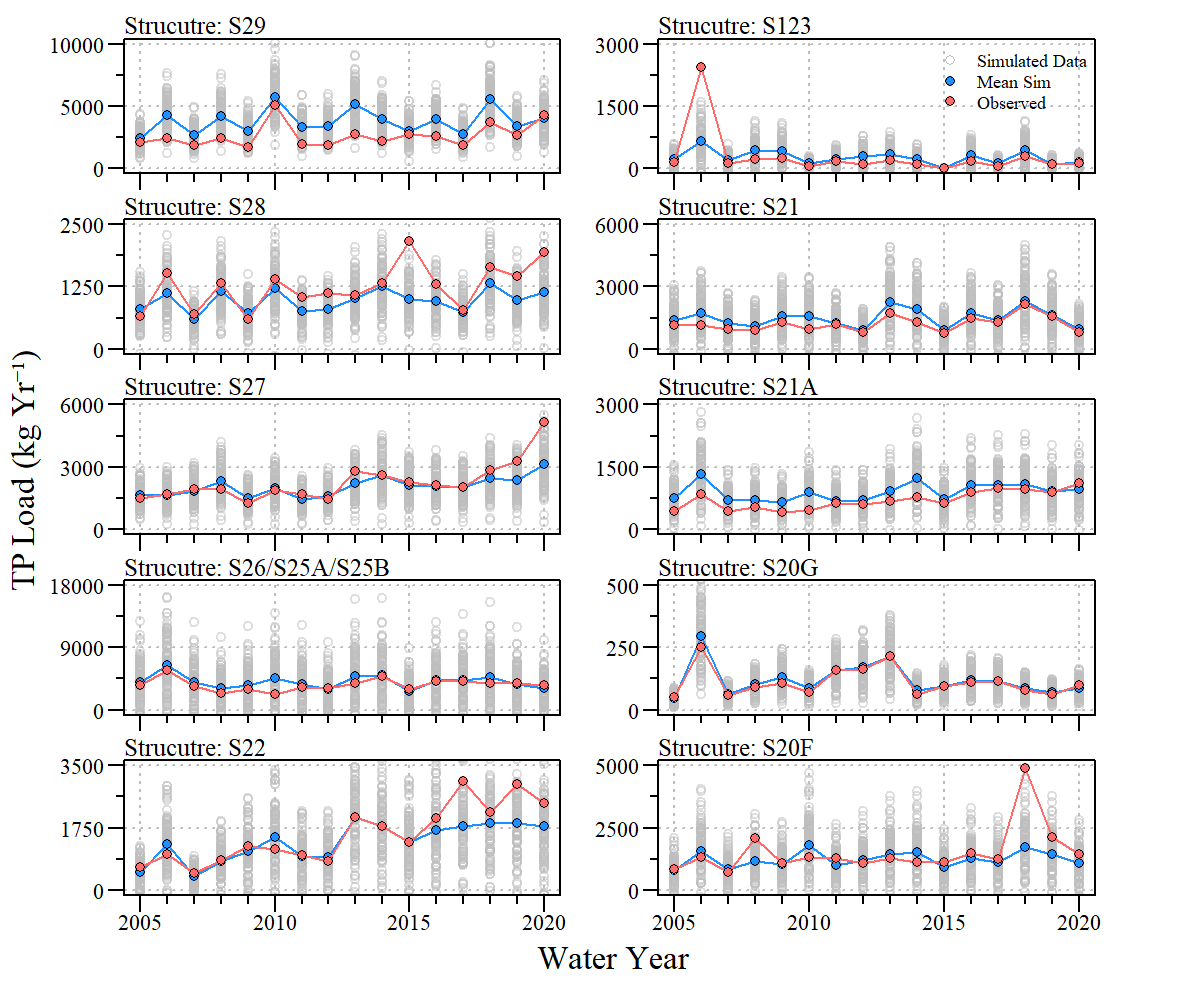 Strucutre: S29
10000
5000
0
Strucutre: S123
3000
1500
0
Simulated Data
Mean Sim
Observed
Strucutre: S28
2500
1250
0
Strucutre: S21
6000
3000
0
Strucutre: S27
6000
3000
0
Strucutre: S21A
3000
1500
0
Strucutre: S26/S25A/S25B
18000
9000
0
Strucutre: S20G
500
250
0
Strucutre: S22
3500
1750
0
2005 2010 2015 2020
Strucutre: S20F
5000
2500
0
2005 2010 2015 2020
TP Load (kg Yr⁻¹)
Water Year